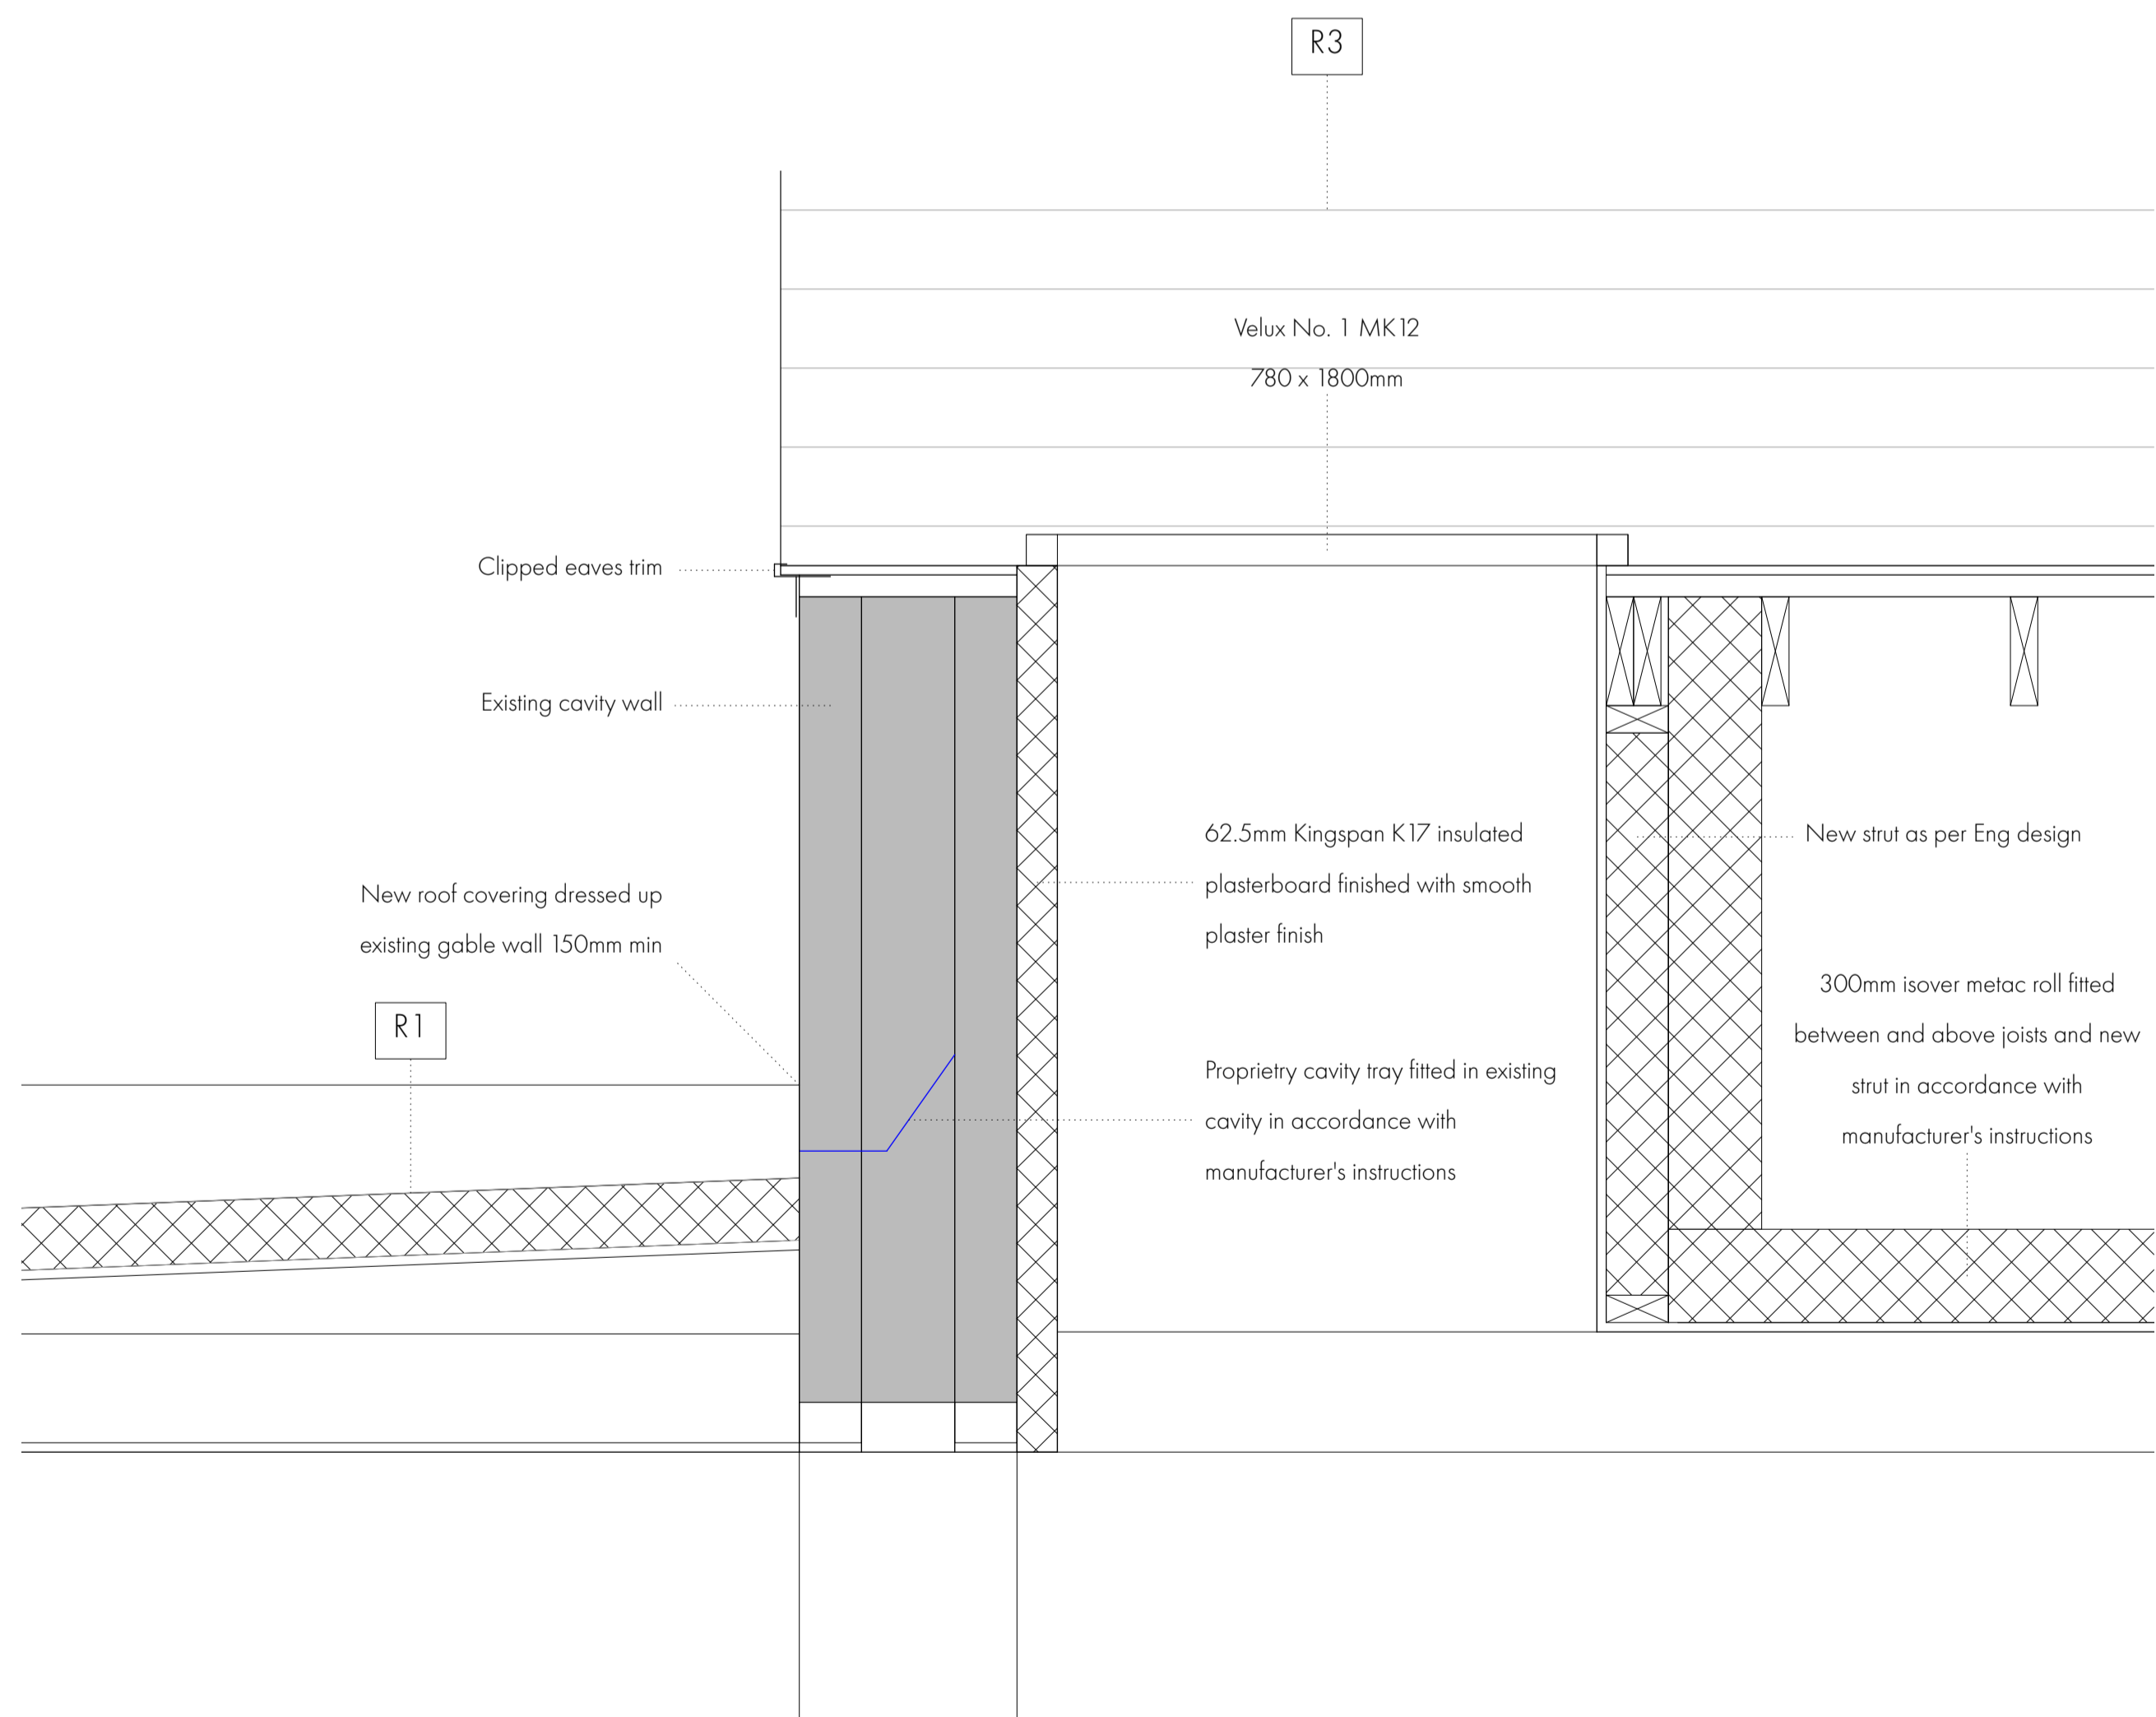 R3
Velux No. 1 MK12
780 x 1800mm
Clipped eaves trim
Existing cavity wall
62.5mm Kingspan K17 insulated
plasterboard finished with smooth
plaster finish
New strut as per Eng design
New roof covering dressed up
existing gable wall 150mm min
300mm isover metac roll fitted
between and above joists and new
strut in accordance with
manufacturer's instructions
R1
Proprietry cavity tray fitted in existing
cavity in accordance with
manufacturer's instructions